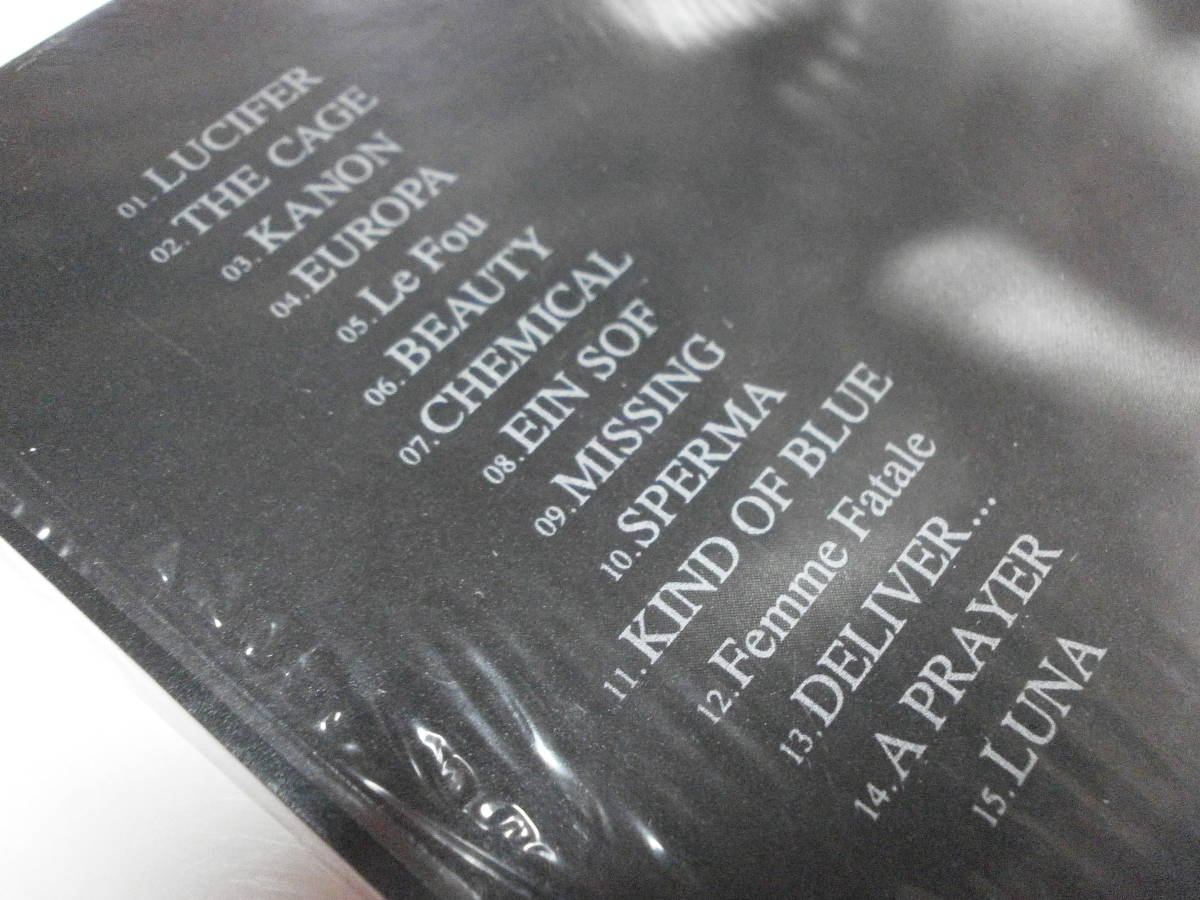 01. LUCIFER
02. THE CAGE
03. KANON
04. EUROPA
05. Le Fou
06. BEAUTY
07. CHEMICAL
08. EIN SOF
09. MISSING
10. SPERMA
11. KIND OF BLUE
12. Femme Fatale
13. DELIVER...
14. A PRAYER
15. LUNA